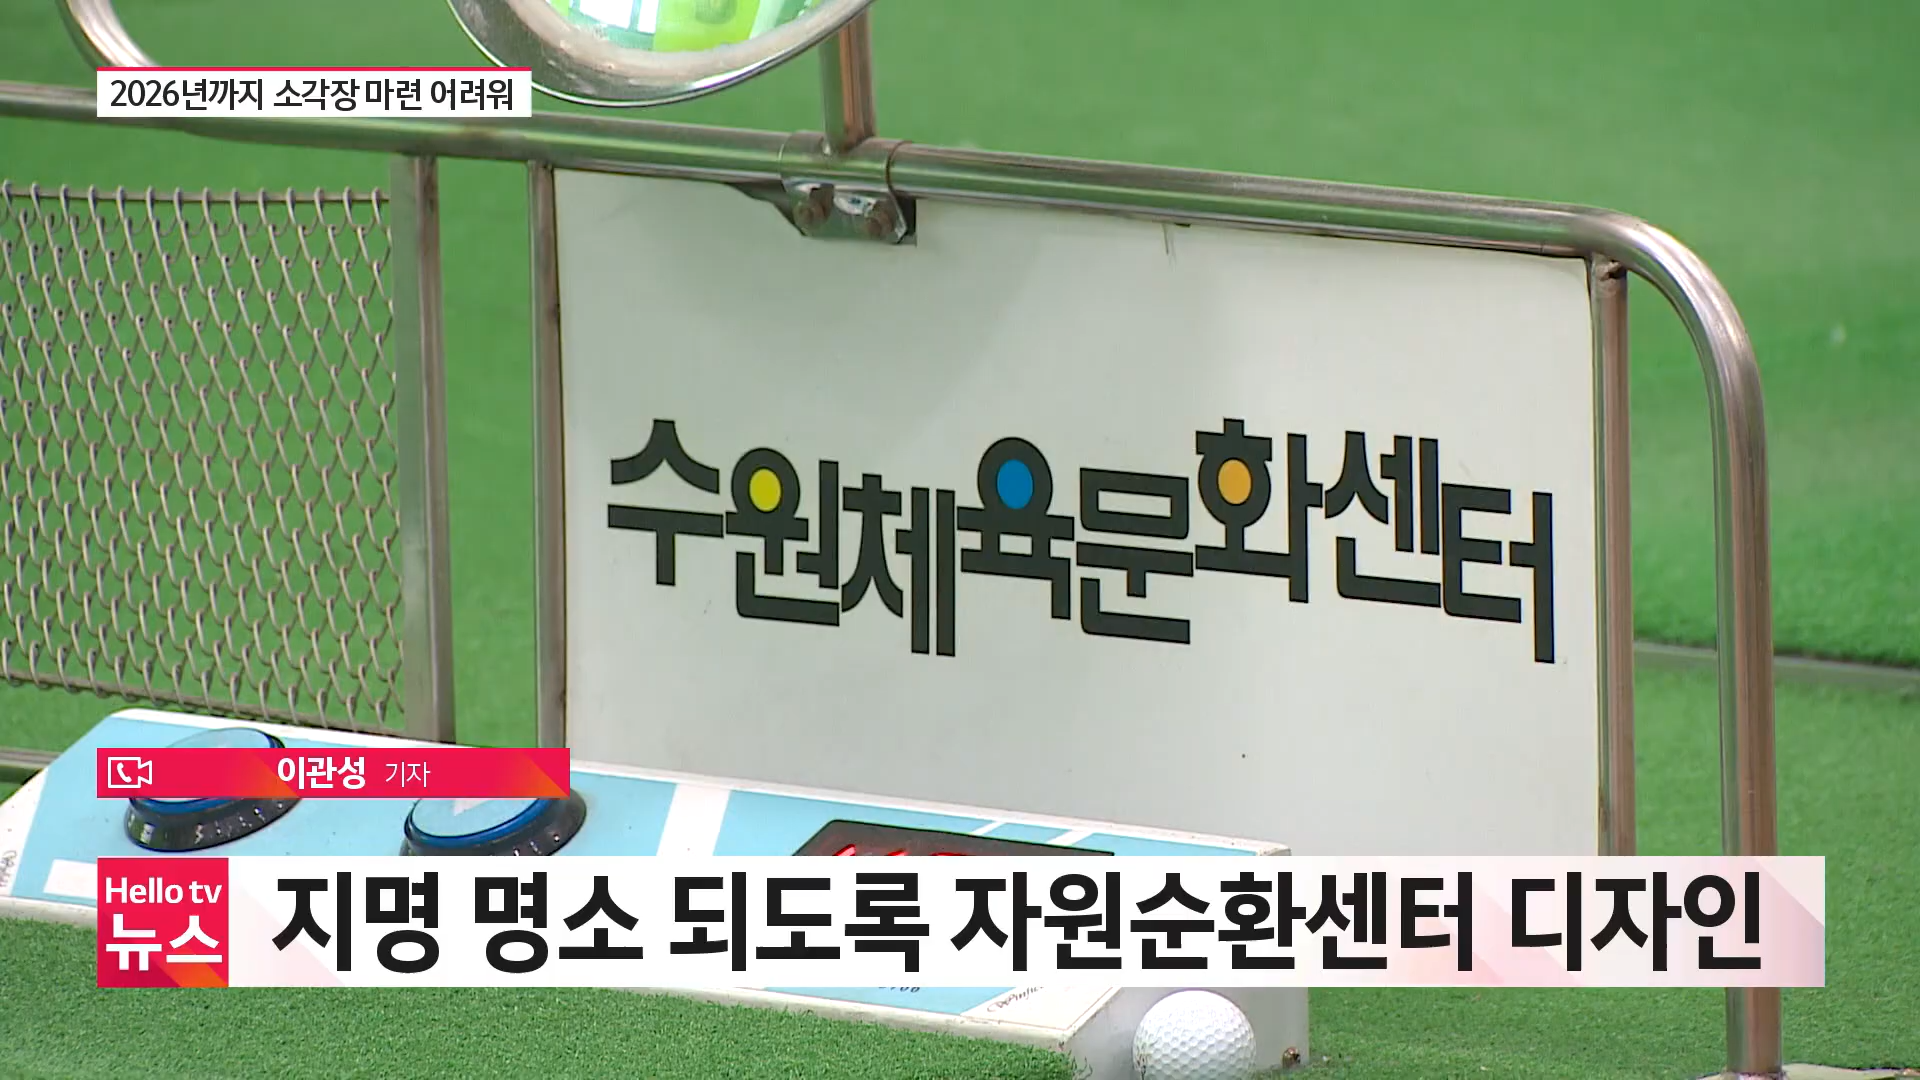 2026년까지 소각장 마련 어려워
수원체육문화센터
이관성 기자
Hello tv
뉴스
지명 명소 되도록 자원순환센터 디자인